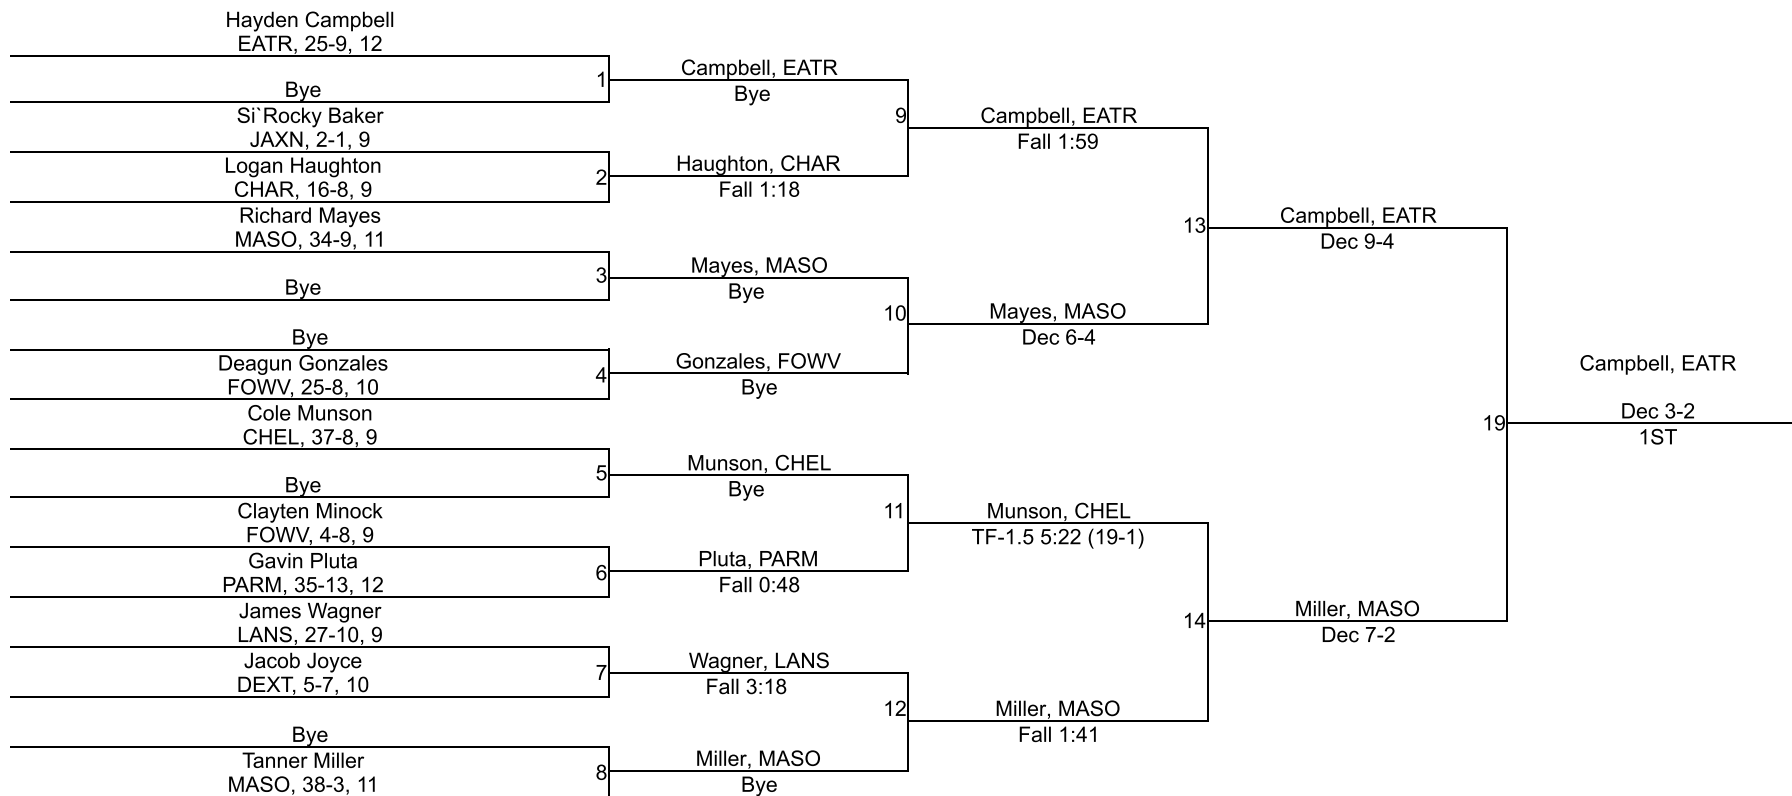 Hayden Campbell
EATR, 25-9, 12
Bye
Si`Rocky Baker
JAXN, 2-1, 9
Logan Haughton
CHAR, 16-8, 9
Richard Mayes
MASO, 34-9, 11
Bye
Bye
Deagun Gonzales
FOWV, 25-8, 10
Cole Munson
CHEL, 37-8, 9
Bye
Clayten Minock
FOWV, 4-8, 9
Gavin Pluta
PARM, 35-13, 12
James Wagner
LANS, 27-10, 9
Jacob Joyce
DEXT, 5-7, 10
Bye
Tanner Miller
MASO, 38-3, 11
1
2
3
4
5
6
7
8
Campbell, EATR
Bye
Haughton, CHAR
Fall 1:18
Mayes, MASO
Bye
Gonzales, FOWV
Bye
Munson, CHEL
Bye
Pluta, PARM
Fall 0:48
Wagner, LANS
Fall 3:18
Miller, MASO
Bye
9
10
11
12
Campbell, EATR
Fall 1:59
Mayes, MASO
Dec 6-4
Munson, CHEL
TF-1.5 5:22 (19-1)
Miller, MASO
Fall 1:41
13
14
Campbell, EATR
Dec 9-4
Miller, MASO
Dec 7-2
19
Campbell, EATR
Dec 3-2
1ST